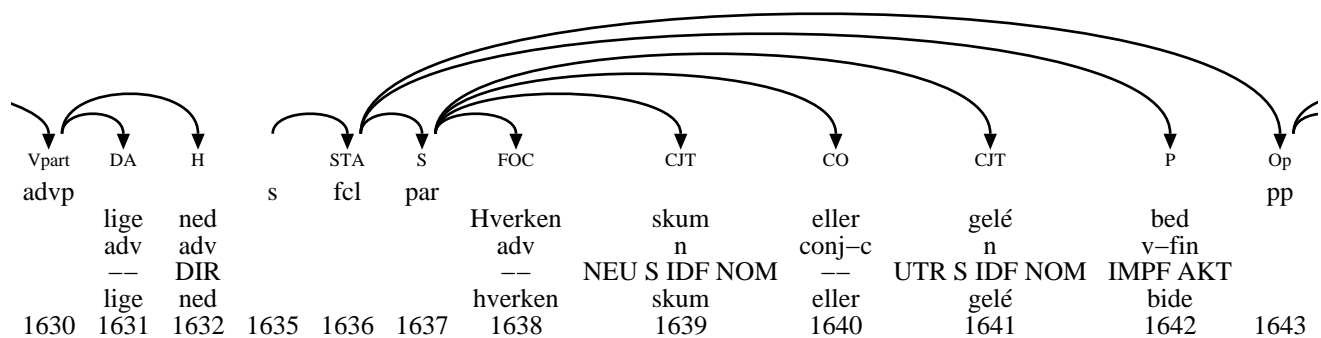 Vpart DA H STA S FOC CJT CO CJT P Op
advp s fcl par pp
lige ned Hverken skum eller gelé bed
adv adv adv n conj−c n v−fin
−− DIR −− NEU S IDF NOM −− UTR S IDF NOM IMPF AKT
lige ned hverken skum eller gelé bide
1630 1631 1632 1635 1636 1637 1638 1639 1640 1641 1642 1643